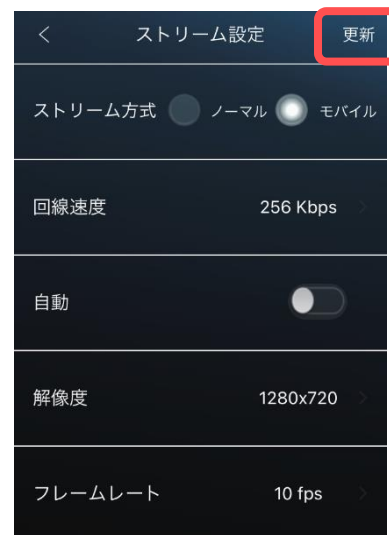 ストリーム設定 更新
ストリーム方式 ノーマル モバイル
回線速度 256 Kbps
自動
解像度 1280x720
フレームレート 10 fps